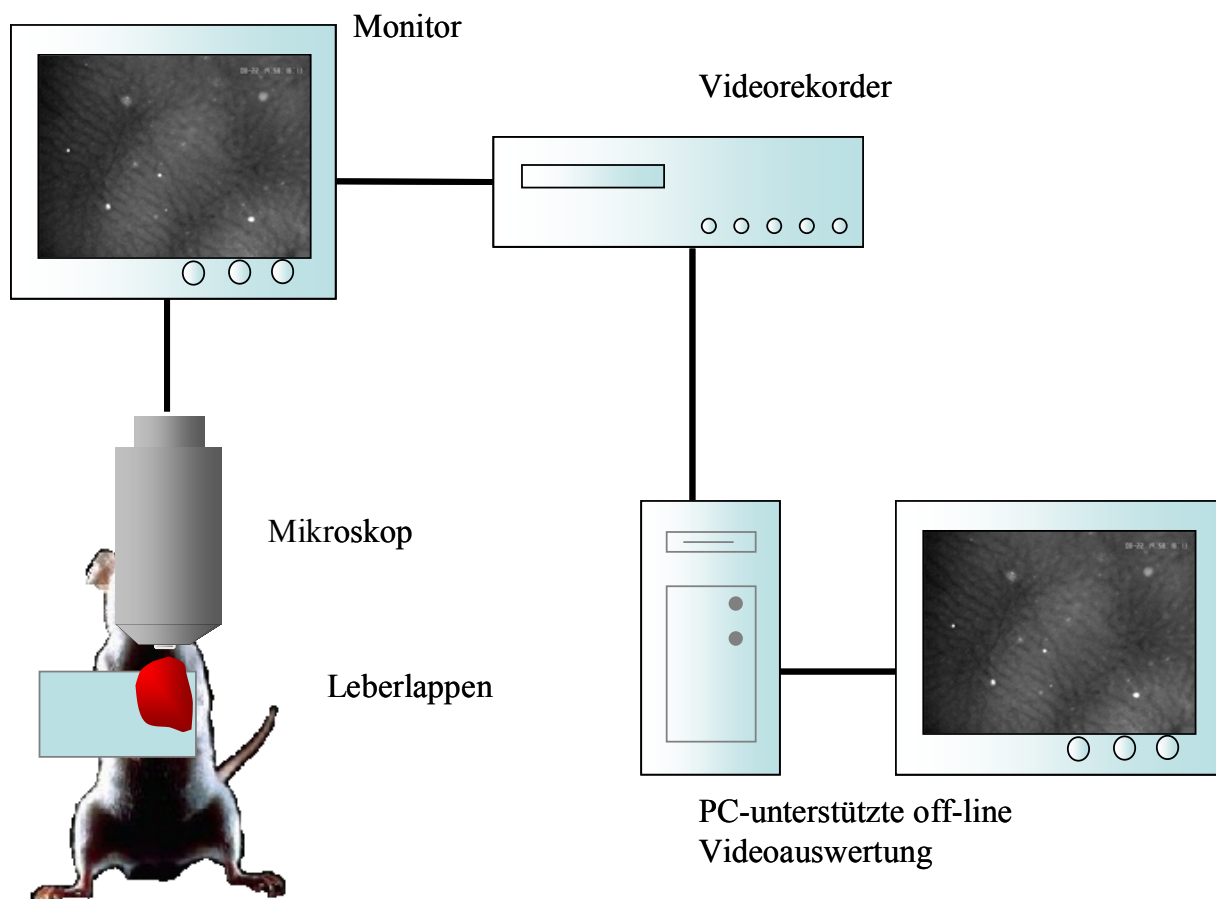 Monitor
Videorekorder
Mikroskop
Leberlappen
PC-unterstützte off-line
Videoauswertung